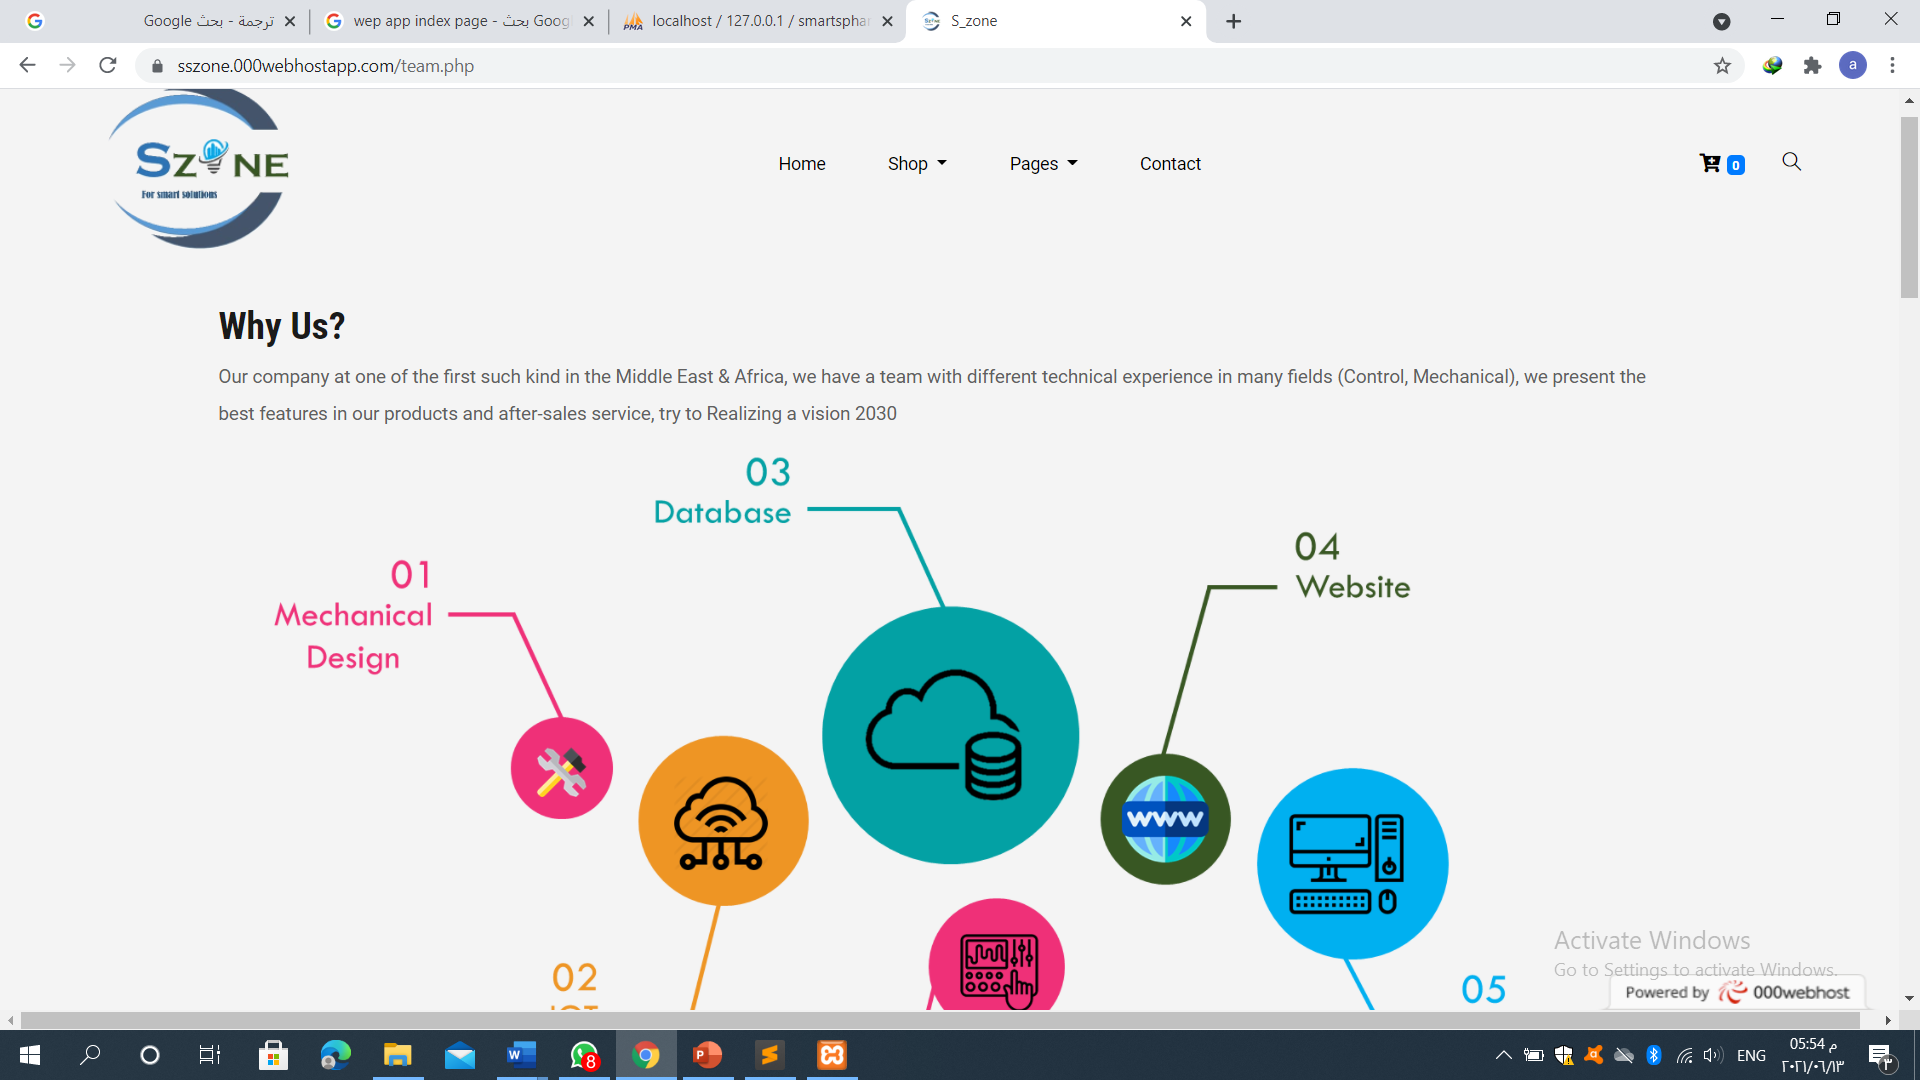 ترجمة - بحث Google
wep app index page - بحث Goog
localhost / 127.0.0.1 / smartsphar
S_zone
sszone.000webhostapp.com/team.php
a
SZONE
For smart solutions
Home
Shop
Pages
Contact
0
Why Us?
Our company at one of the first such kind in the Middle East & Africa, we have a team with different technical experience in many fields (Control, Mechanical), we present the
best features in our products and after-sales service, try to Realizing a vision 2030
03
Database
04
Website
01
Mechanical
Design
www
02
IOT
05
Activate Windows
Go to Settings to activate Windows.
Powered by 000webhost
8
ENG
05:54 م
٢٠٢١/٠٦/١٣
٣